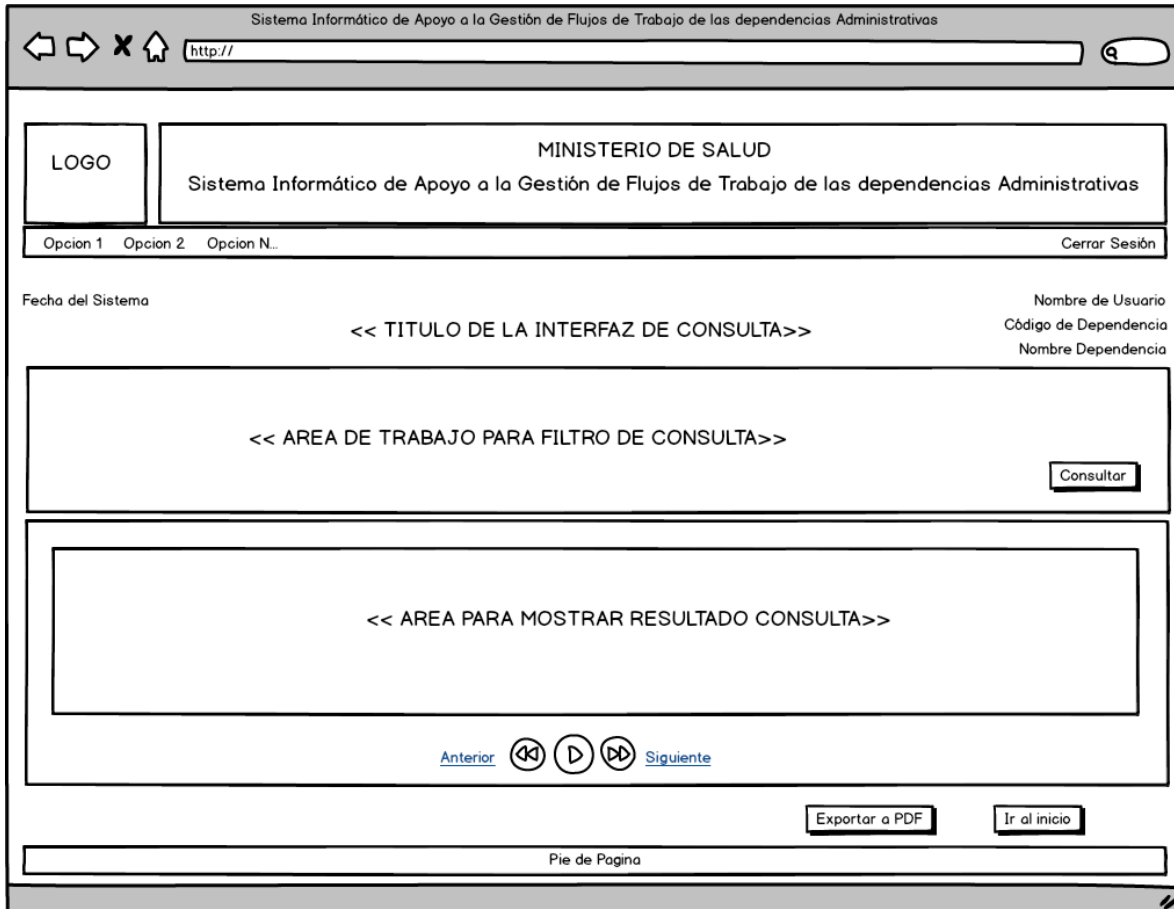 Sistema Informático de Apoyo a la Gestión de Flujos de Trabajo de las dependencias Administrativas
http://
LOGO
MINISTERIO DE SALUD
Sistema Informático de Apoyo a la Gestión de Flujos de Trabajo de las dependencias Administrativas
Opcion 1 Opcion 2 Opcion N... Cerrar Sesión
Fecha del Sistema
Nombre de Usuario
<< TITULO DE LA INTERFAZ DE CONSULTA>>
Código de Dependencia
Nombre Dependencia
<< AREA DE TRABAJO PARA FILTRO DE CONSULTA>>
Consultar
<< AREA PARA MOSTRAR RESULTADO CONSULTA>>
Anterior Siguiente
Exportar a PDF Ir al inicio
Pie de Pagina